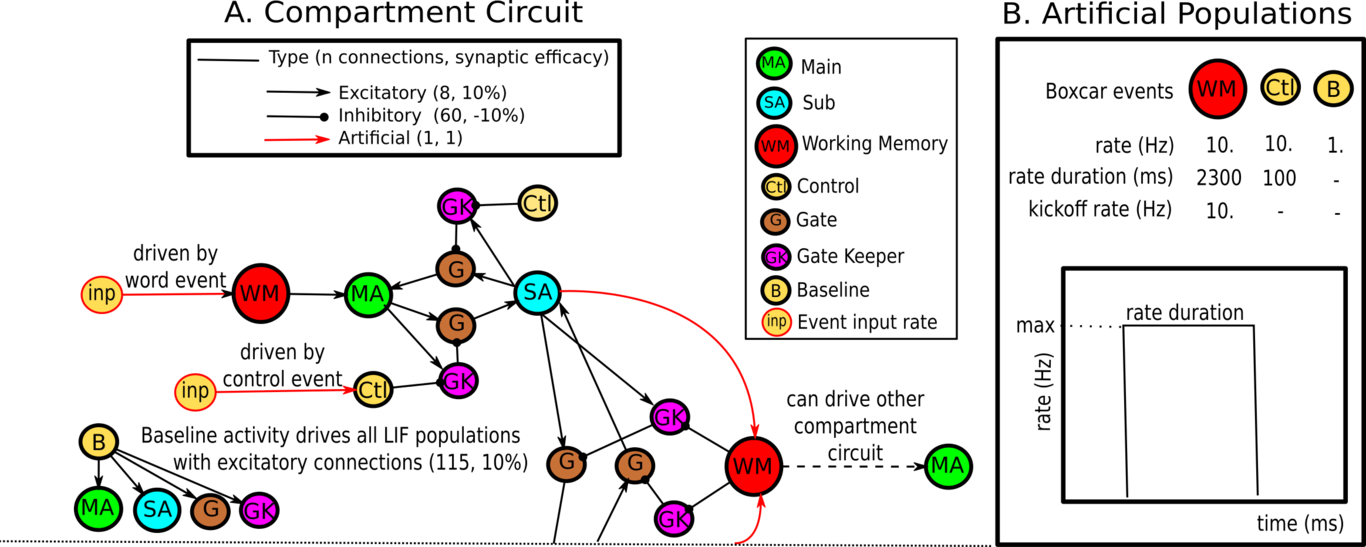 A. Compartment Circuit
Type (n connections, synaptic efficacy)
Excitatory (8, 10%)
Inhibitory (60, -10%)
Artificial (1, 1)
MA Main
SA Sub
WM Working Memory
Ctl Control
G Gate
GK Gate Keeper
B Baseline
inp Event input rate
GK
Ctl
driven by
word event
inp
WM
MA
G
SA
G
driven by
control event
inp
Ctl
GK
B
Baseline activity drives all LIF populations
with excitatory connections (115, 10%)
MA
SA
G
GK
GK
G
G
WM
GK
can drive other
compartment
circuit
MA
B. Artificial Populations
Boxcar events WM Ctl B
rate (Hz) 10. 10. 1.
rate duration (ms) 2300 100 -
kickoff rate (Hz) 10. - -
rate duration
max
rate (Hz)
time (ms)